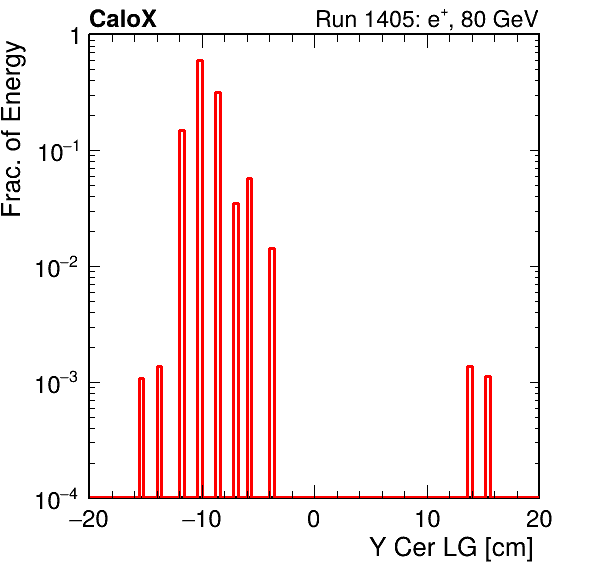 CaloX Run 1405: e⁺, 80 GeV
Frac. of Energy
1
10⁻¹
10⁻²
10⁻³
10⁻⁴
−20 −10 0 10 20
Y Cer LG [cm]